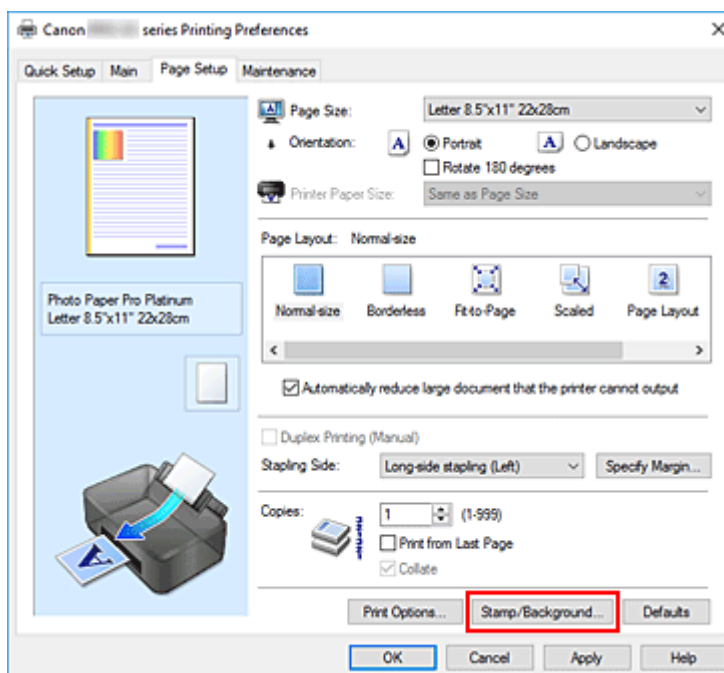 Canon series Printing Preferences
Quick Setup Main Page Setup Maintenance
Page Size: Letter 8.5"x11" 22x28cm
Orientation: A Portrait A Landscape
Rotate 180 degrees
Printer Paper Size: Same as Page Size
Page Layout: Normal-size
2
Normal-size Borderless Fit-to-Page Scaled Page Layout
Photo Paper Pro Platinum
Letter 8.5"x11" 22x28cm
Automatically reduce large document that the printer cannot output
Duplex Printing (Manual)
Stapling Side: Long-side stapling (Left) Specify Margin...
Copies: 1 (1-999)
Print from Last Page
Collate
A
Print Options... Stamp/Background... Defaults
OK Cancel Apply Help